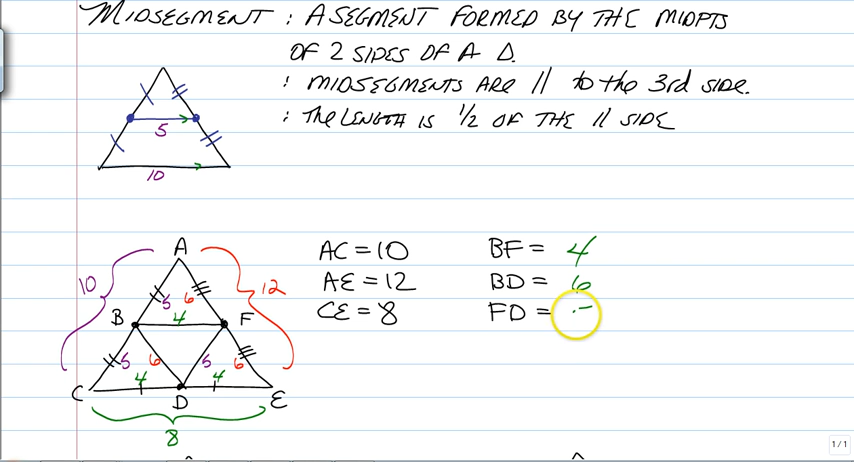 MIDSEGMENT : A SEGMENT FORMED BY THE MIDPTS
OF 2 SIDES OF A Δ.
: MIDSEGMENTS ARE // to the 3rd SIDE.
: The LENGTH IS 1/2 OF THE // SIDE
5
10
A
10
12
5 6
B 4 F
5 6 5 6
4 4
C D E
8
AC = 10 BF = 4
AE = 12 BD = 6
CE = 8 FD =
1 / 1